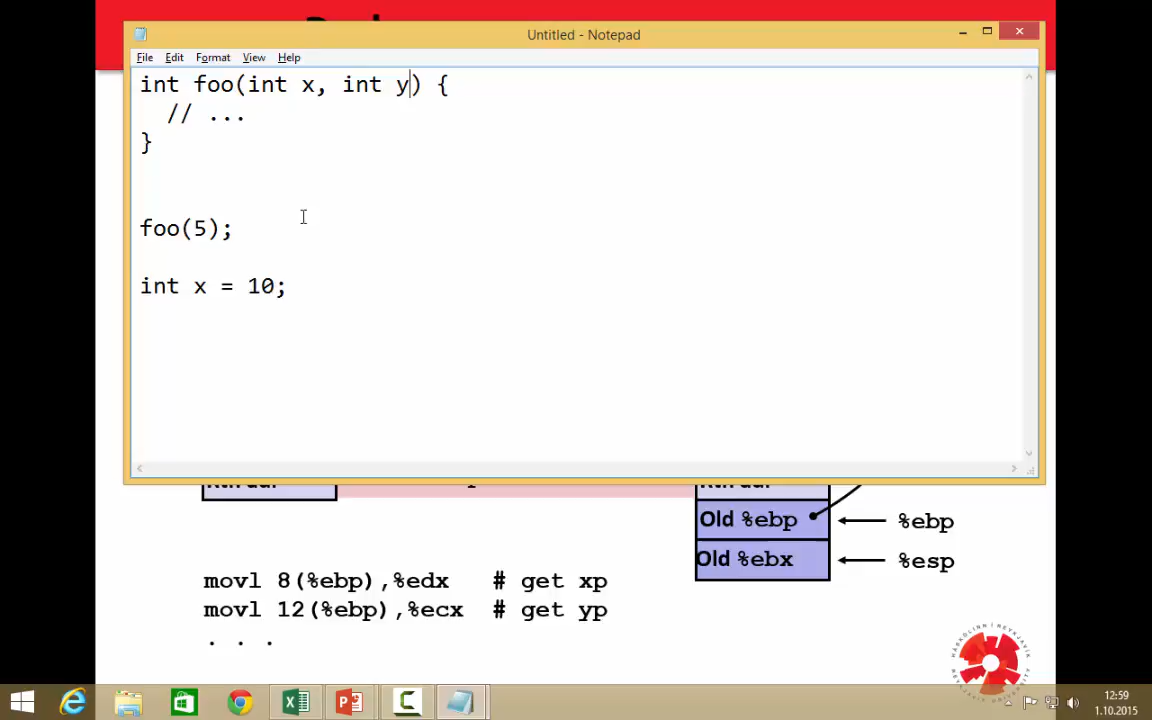 Untitled - Notepad
File Edit Format View Help
int foo(int x, int y) {
// ...
}
foo(5);
int x = 10;
Old %ebp
%ebp
Old %ebx
%esp
movl 8(%ebp),%edx # get xp
movl 12(%ebp),%ecx # get yp
. . .
12:59
1.10.2015